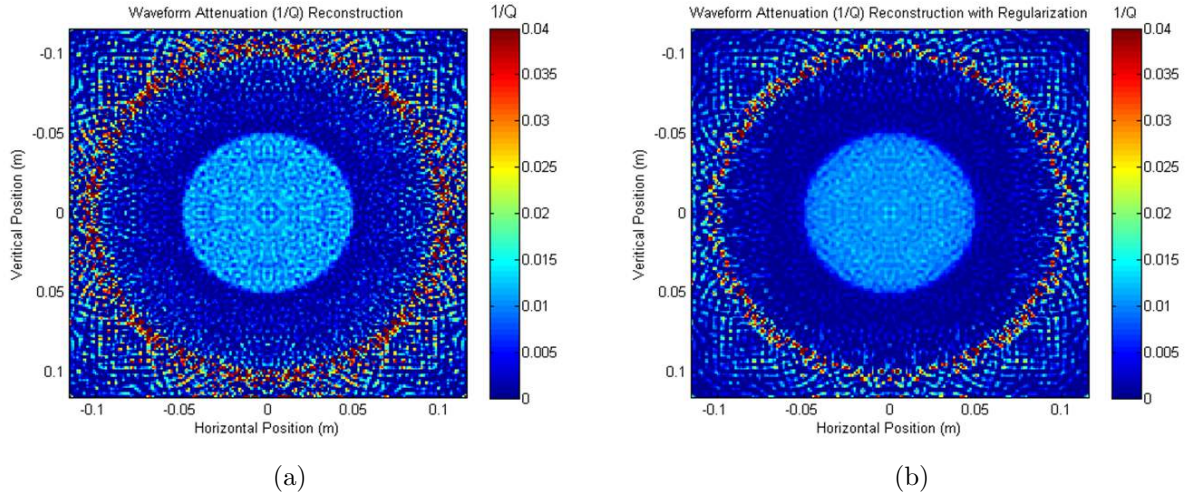 Waveform Attenuation (1/Q) Reconstruction
1/Q
-0.1
-0.05
0
0.05
0.1
Veritical Position (m)
-0.1 -0.05 0 0.05 0.1
Horizontal Position (m)
0.04
0.035
0.03
0.025
0.02
0.015
0.01
0.005
0
(a)
Waveform Attenuation (1/Q) Reconstruction with Regularization
1/Q
-0.1
-0.05
0
0.05
0.1
Veritical Position (m)
-0.1 -0.05 0 0.05 0.1
Horizontal Position (m)
0.04
0.035
0.03
0.025
0.02
0.015
0.01
0.005
0
(b)